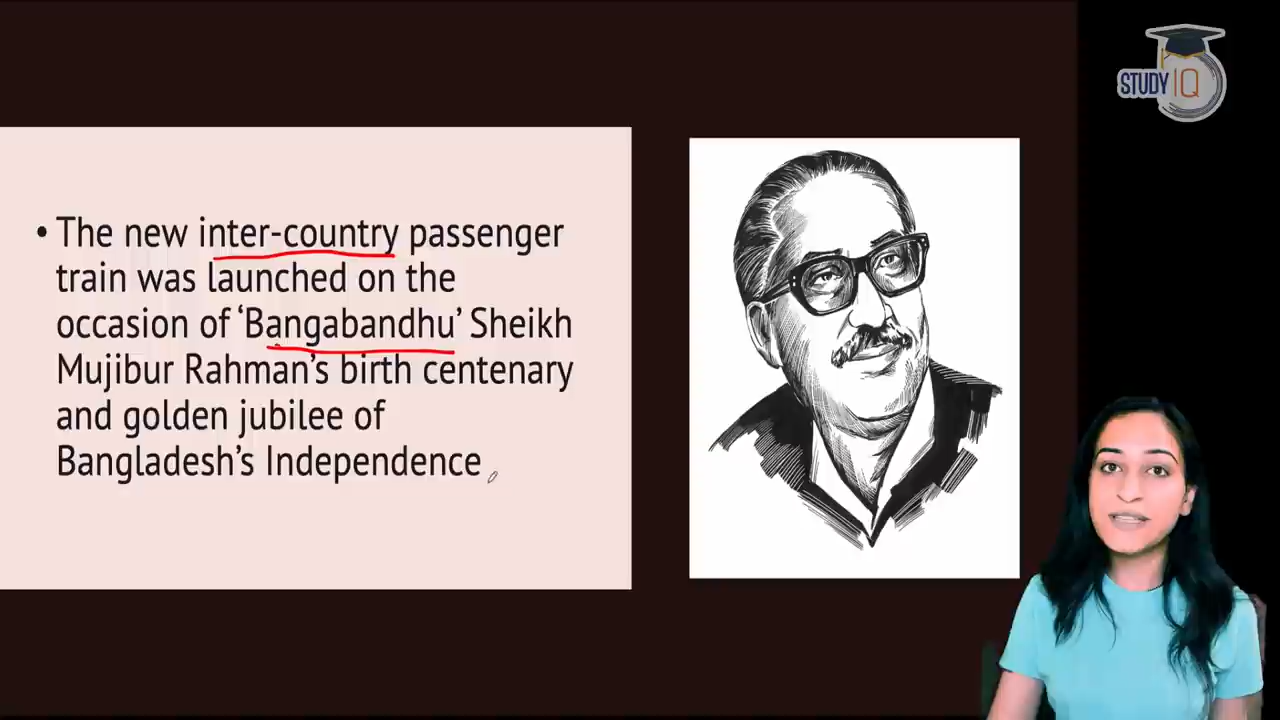 STUDY IQ
• The new inter-country passenger
train was launched on the
occasion of ‘Bangabandhu’ Sheikh
Mujibur Rahman’s birth centenary
and golden jubilee of
Bangladesh’s Independence